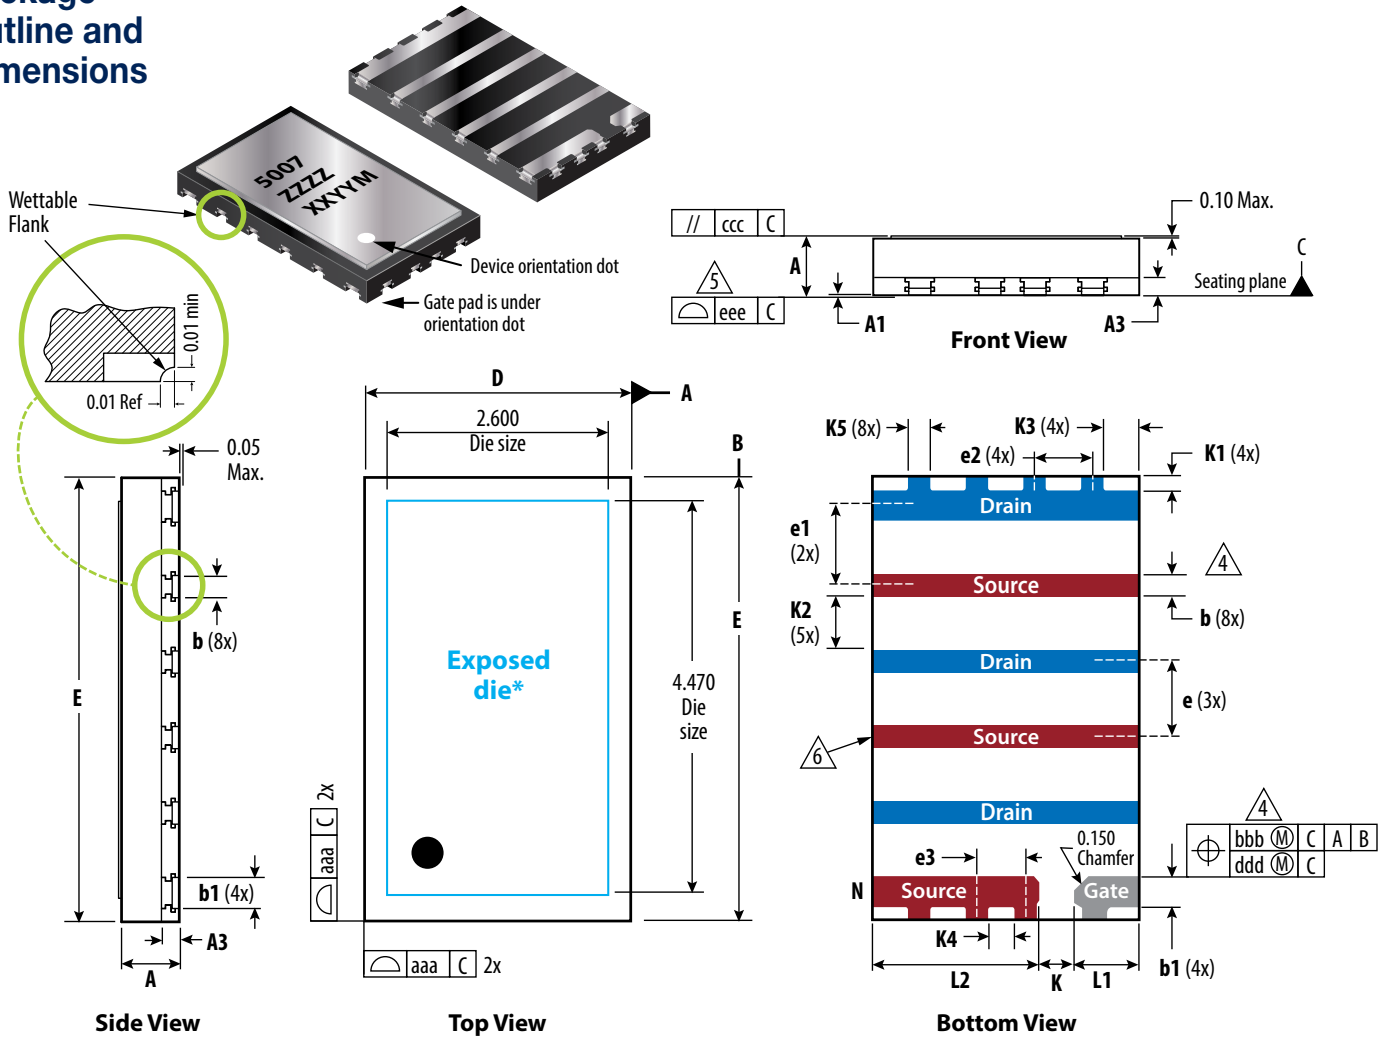 utline and
mensions
5007
ZZZZ
XXYYM
Wettable
Flank
Device orientation dot
Gate pad is under
orientation dot
0.01 min
0.01 Ref
// ccc C
A
5
eee C
A1
0.10 Max.
C
Seating plane
A3
Front View
0.05
Max.
b (8x)
E
b1 (4x)
A3
A
Side View
D
A
2.600
Die size
B
E
Exposed
die*
4.470
Die
size
aaa C 2x
aaa C 2x
Top View
K5 (8x)
K3 (4x)
e2 (4x)
K1 (4x)
Drain
e1
(2x)
4
Source
K2
(5x)
b (8x)
Drain
e (3x)
Source
6
Drain
4
bbb M C A B
ddd M C
0.150
Chamfer
e3
N
Source
Gate
K4
b1 (4x)
L2
K
L1
Bottom View